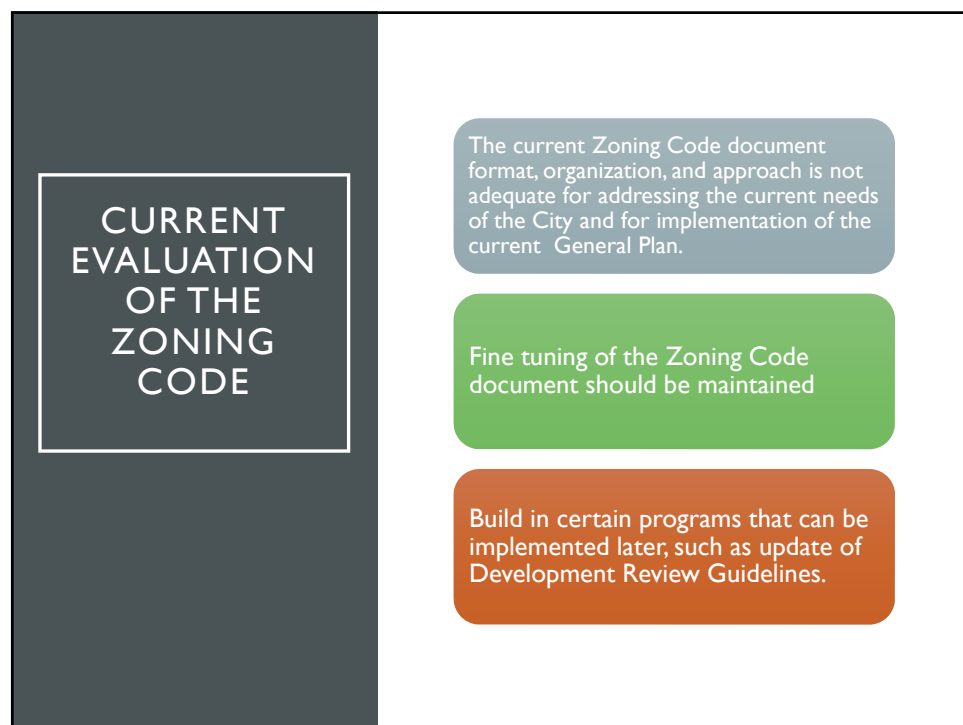 CURRENT
EVALUATION
OF THE
ZONING
CODE
The current Zoning Code document
format, organization, and approach is not
adequate for addressing the current needs
of the City and for implementation of the
current  General Plan.
Fine tuning of the Zoning Code
document should be maintained
Build in certain programs that can be
implemented later, such as update of
Development Review Guidelines.